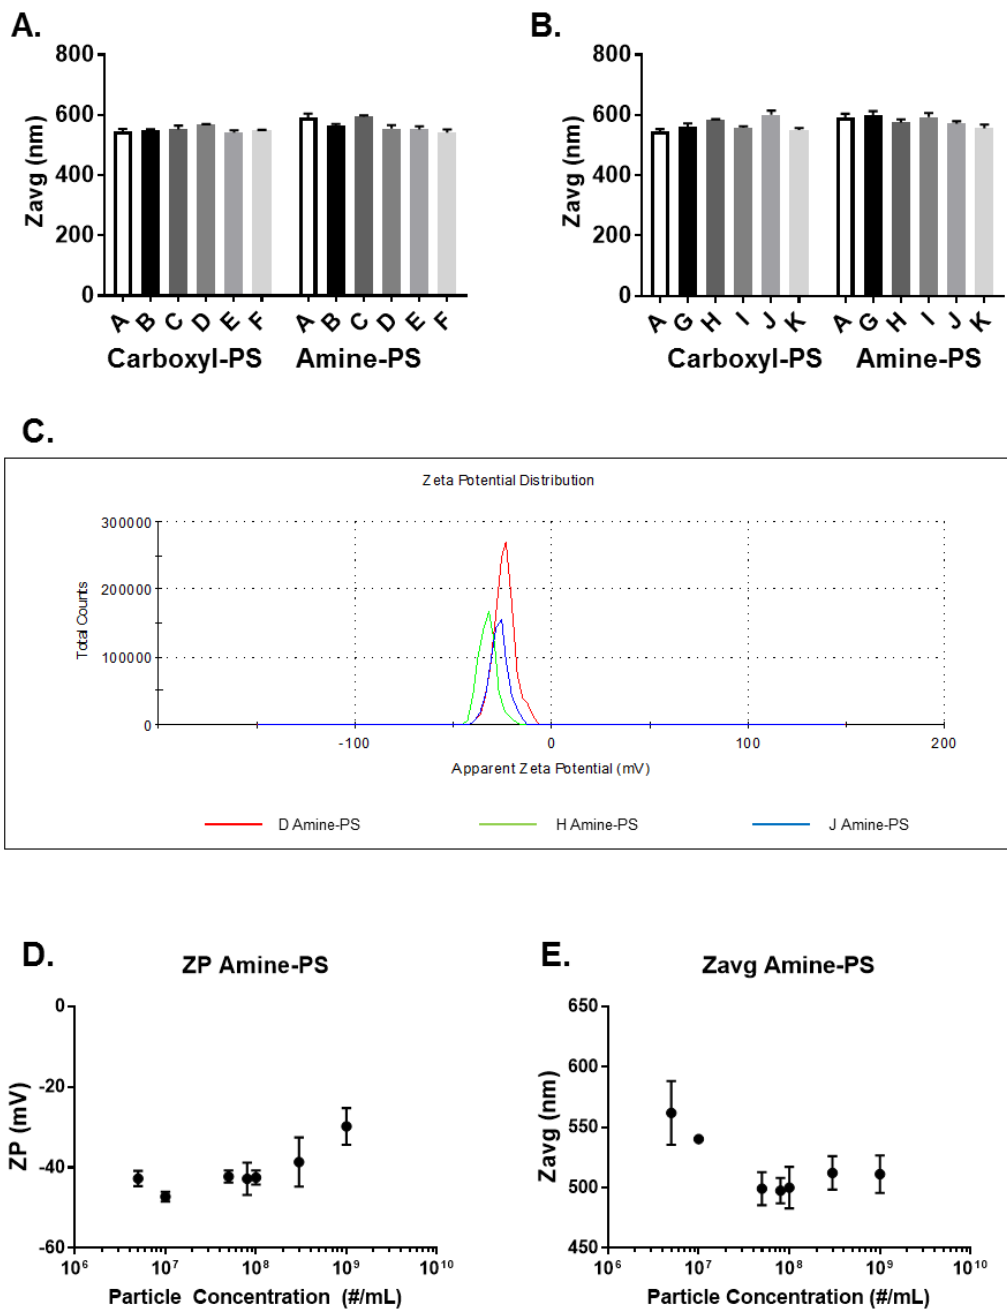 A.
Zavg (nm)
800
600
400
200
0
A B C D E F A B C D E F
Carboxyl-PS Amine-PS
B.
Zavg (nm)
800
600
400
200
0
A G H I J K A G H I J K
Carboxyl-PS Amine-PS
C.
Zeta Potential Distribution
Total Counts
300000
200000
100000
0
-100 0 100 200
Apparent Zeta Potential (mV)
D Amine-PS H Amine-PS J Amine-PS
D.
ZP Amine-PS
ZP (mV)
0
-20
-40
-60
10⁶ 10⁷ 10⁸ 10⁹ 10¹⁰
Particle Concentration (#/mL)
E.
Zavg Amine-PS
Zavg (nm)
650
600
550
500
450
10⁶ 10⁷ 10⁸ 10⁹ 10¹⁰
Particle Concentration (#/mL)